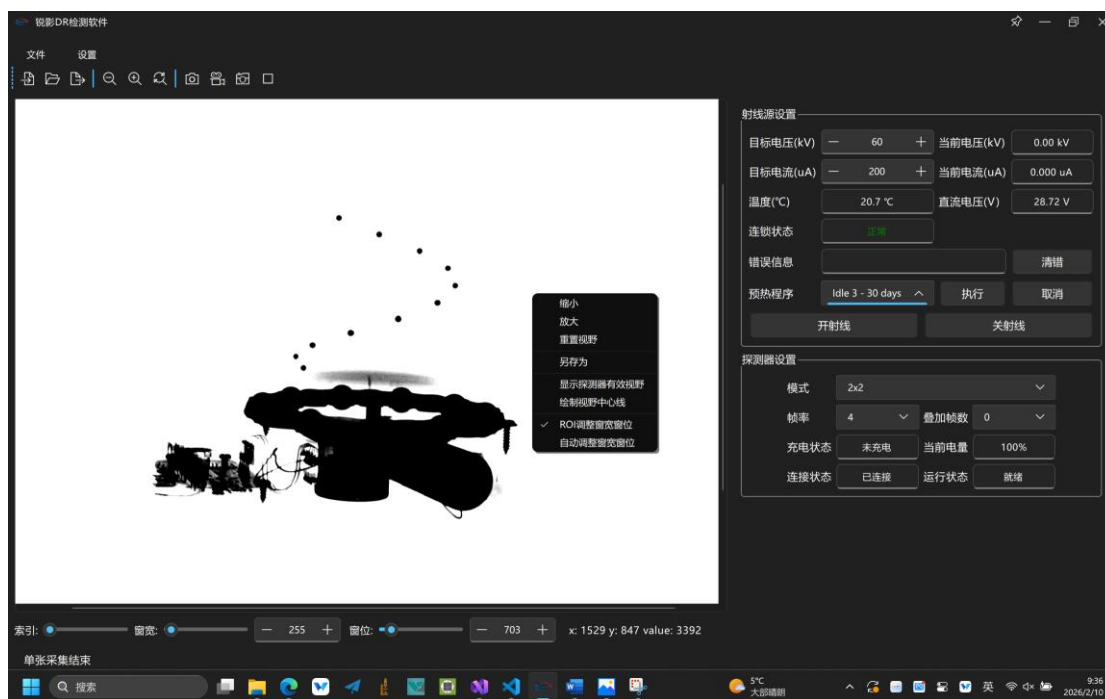 锐影DR检测软件
文件 设置
射线源设置
目标电压(kV) — 60 + 当前电压(kV) 0.00 kV
目标电流(uA) — 200 + 当前电流(uA) 0.000 uA
温度(℃) 20.7 ℃ 直流电压(V) 28.72 V
连锁状态 正常
错误信息 清错
预热程序 Idle 3 - 30 days 执行 取消
开射线 关射线
缩小
放大
重置视野
另存为
显示探测器有效视野
绘制视野中心线
✓ ROI调整窗宽窗位
自动调整窗宽窗位
探测器设置
模式 2x2
帧率 4 叠加帧数 0
充电状态 未充电 当前电量 100%
连接状态 已连接 运行状态 就绪
索引: 窗宽: — 255 + 窗位: — 703 + x: 1529 y: 847 value: 3392
单张采集结束
搜索
5°C
大部晴朗
英
9:36
2026/2/10